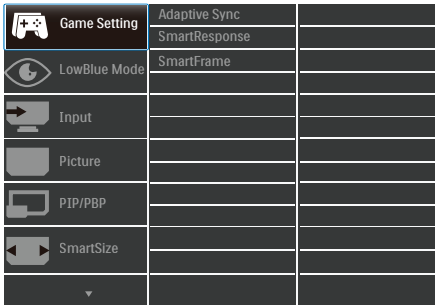 Game Setting
Adaptive Sync
SmartResponse
SmartFrame
LowBlue Mode
Input
Picture
PIP/PBP
SmartSize